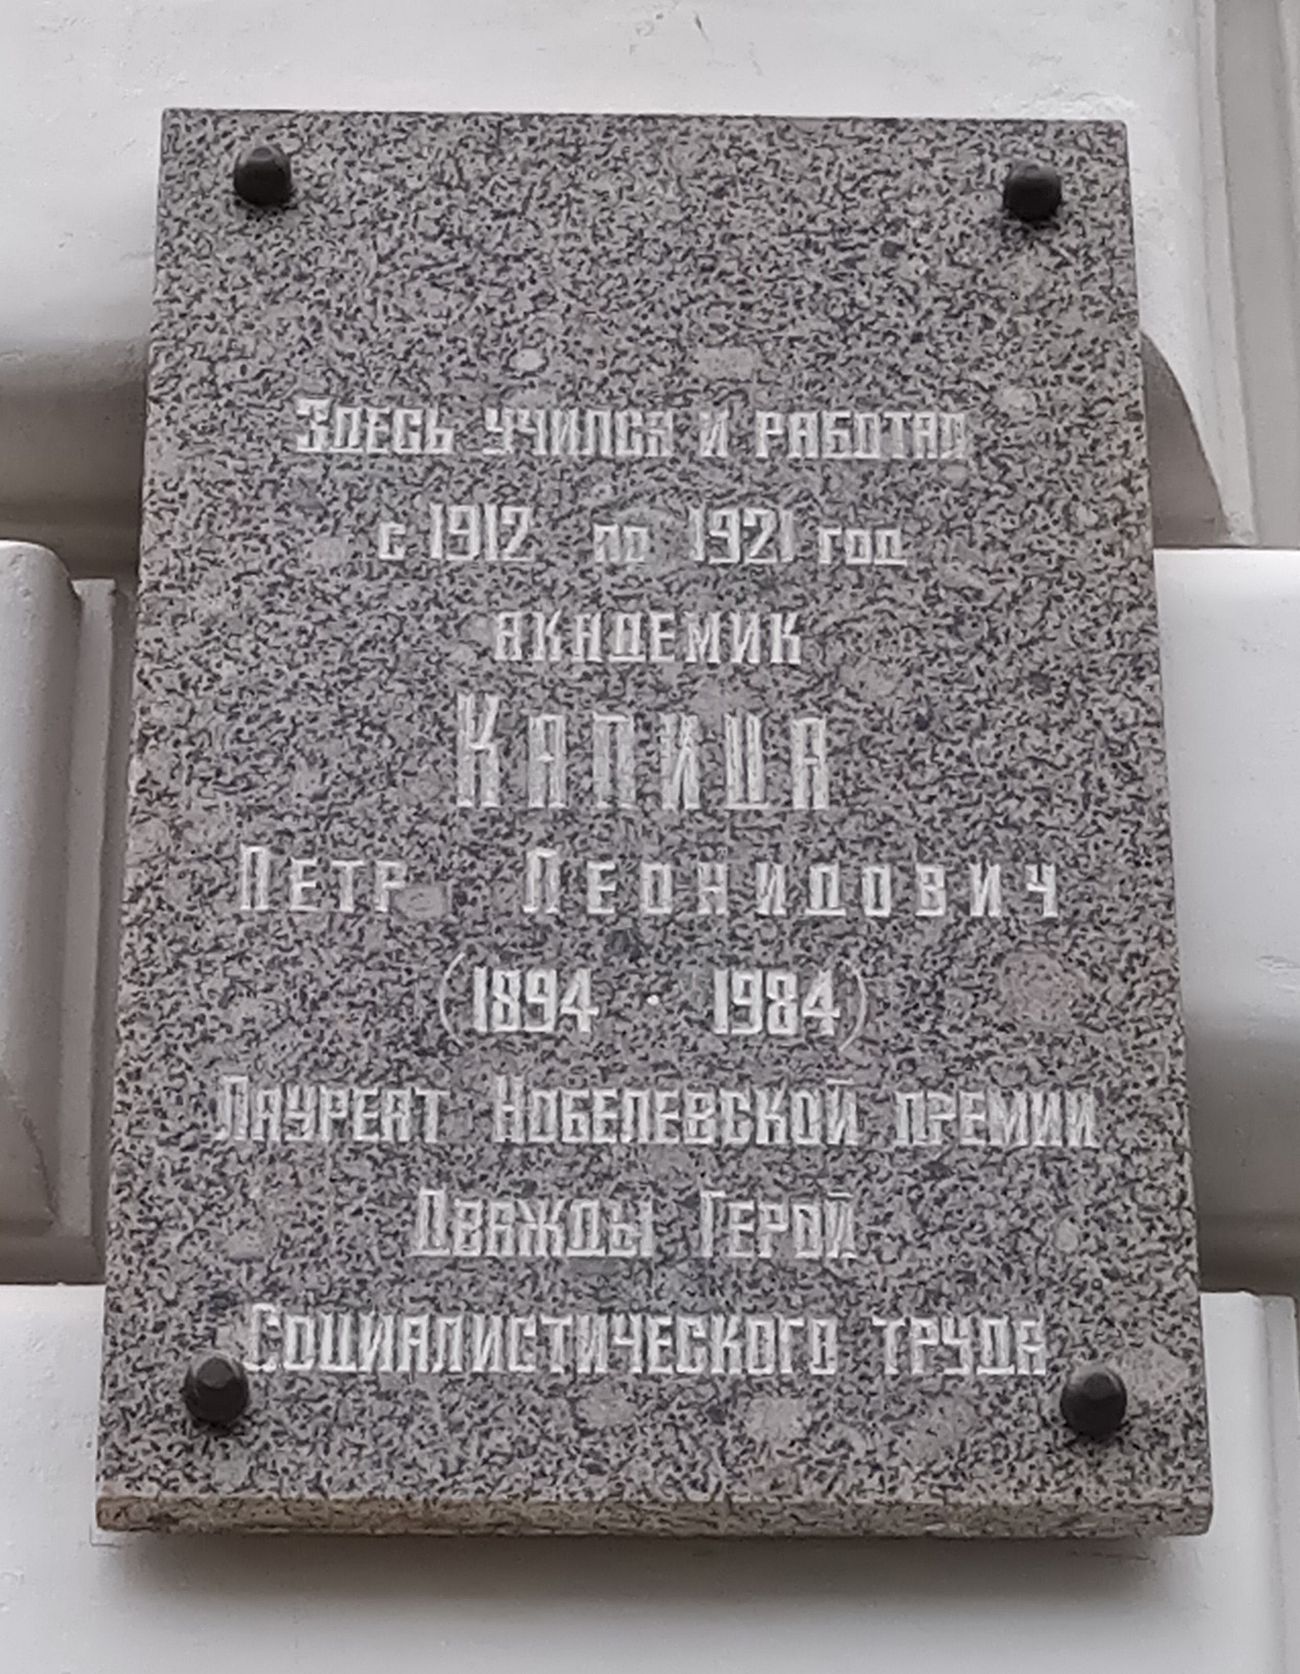 Здесь учился и работал
с 1912 по 1921 год
академик
Капица
Петр Леонидович
(1894 - 1984)
Лауреат Нобелевской премии
Дважды Герой
Социалистического труда